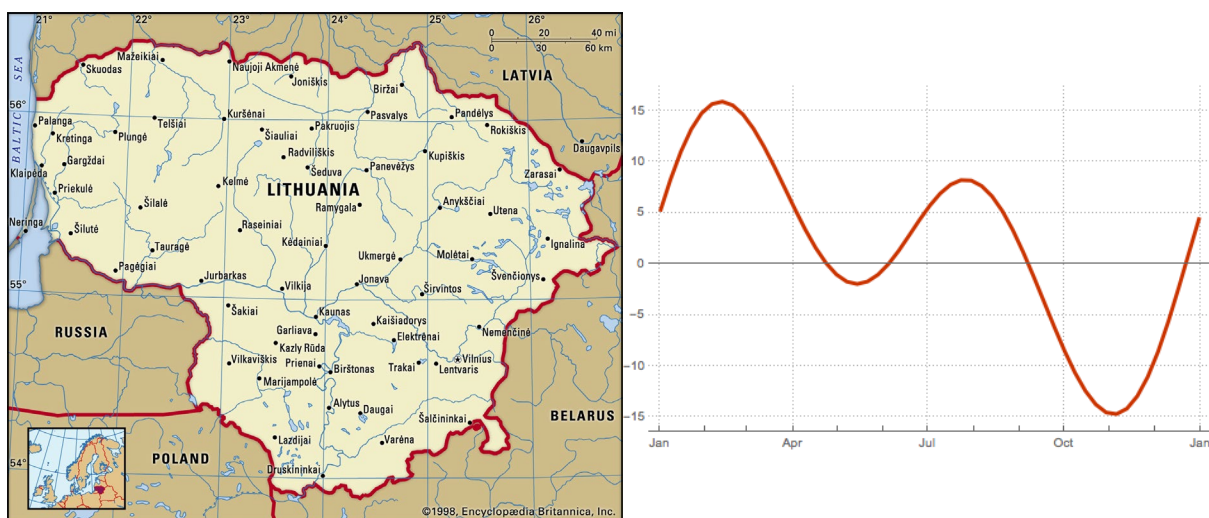 21°
22°
23°
24°
25°
26°
0 20 40 mi
0 20 40 60 km
BALTIC SEA
LATVIA
Mažeikiai
Skuodas
Naujoji Akmenė
Joniškis
Biržai
56°
Palanga
Kretinga
Plungė
Telšiai
Kuršėnai
Šiauliai
Pakruojis
Pasvalys
Pandėlys
Rokiškis
Daugavpils
Gargždai
Klaipėda
Radviliškis
Šeduva
Panevėžys
Kupiškis
Zarasai
Priekulė
Kelmė
LITHUANIA
Šilalė
Ramygala
Anykščiai
Utena
Neringa
Šilutė
Raseiniai
Tauragė
Kėdainiai
Ukmergė
Molėtai
Ignalina
Pagėgiai
Jurbarkas
Vilkija
Jonava
Širvintos
Švenčionys
55°
Šakiai
Kaunas
RUSSIA
Garliava
Kaišiadorys
Nemenčinė
Kazly Rūda
Elektrėnai
Vilkaviškis
Prienai
Birštonas
Trakai
Vilnius
Lentvaris
Marijampolė
Alytus
Daugai
Šalčininkai
BELARUS
Lazdijai
Varėna
POLAND
54°
Druskininkai
©1998, Encyclopædia Britannica, Inc.
15
10
5
0
-5
-10
-15
Jan
Apr
Jul
Oct
Jan